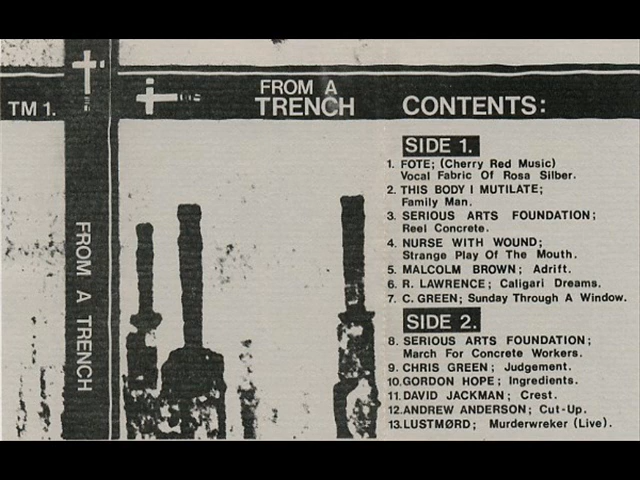 TM 1.
FROM A TRENCH
FROM A
TRENCH
CONTENTS:
SIDE 1.
1. FOTE; (Cherry Red Music)
Vocal Fabric Of Rosa Silber.
2. THIS BODY I MUTILATE;
Family Man.
3. SERIOUS ARTS FOUNDATION;
Reel Concrete.
4. NURSE WITH WOUND;
Strange Play Of The Mouth.
5. MALCOLM BROWN; Adrift.
6. R. LAWRENCE; Caligari Dreams.
7. C. GREEN; Sunday Through A Window.
SIDE 2.
8. SERIOUS ARTS FOUNDATION;
March For Concrete Workers.
9. CHRIS GREEN; Judgement.
10. GORDON HOPE; Ingredients.
11. DAVID JACKMAN; Crest.
12. ANDREW ANDERSON; Cut-Up.
13. LUSTMØRD; Murderwreker (Live).